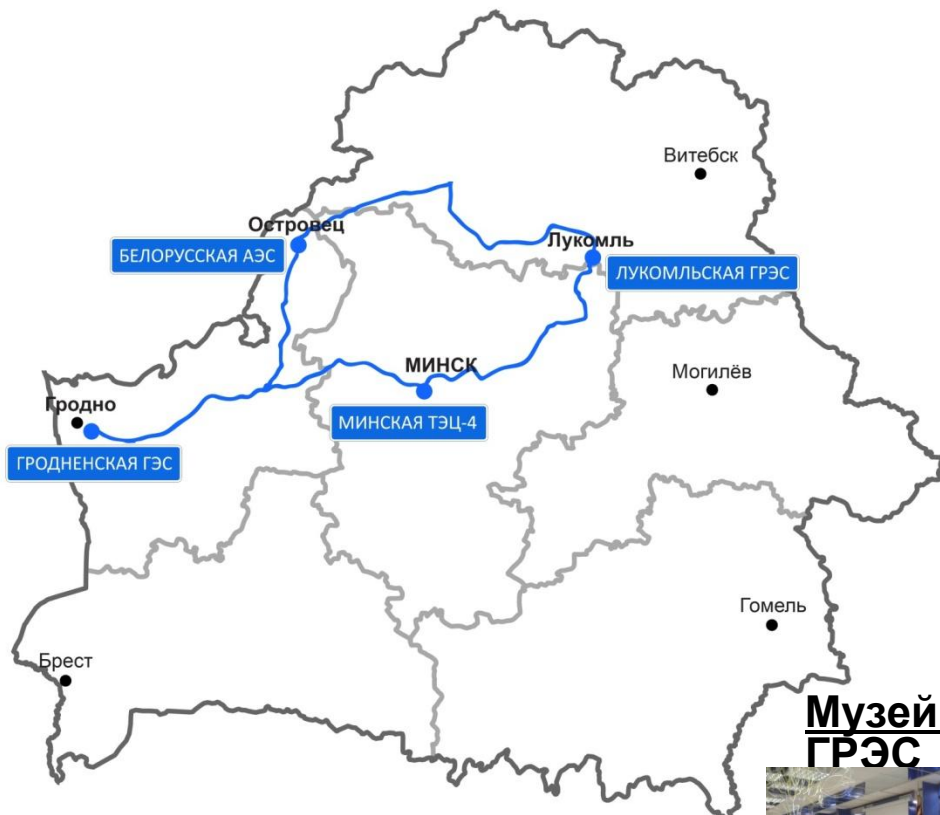 Витебск
Островец
БЕЛОРУССКАЯ АЭС
Лукомль
ЛУКОМЛЬСКАЯ ГРЭС
МИНСК
МИНСКАЯ ТЭЦ-4
Могилёв
Гродно
ГРОДНЕНСКАЯ ГЭС
Гомель
Брест
Музей
ГРЭС